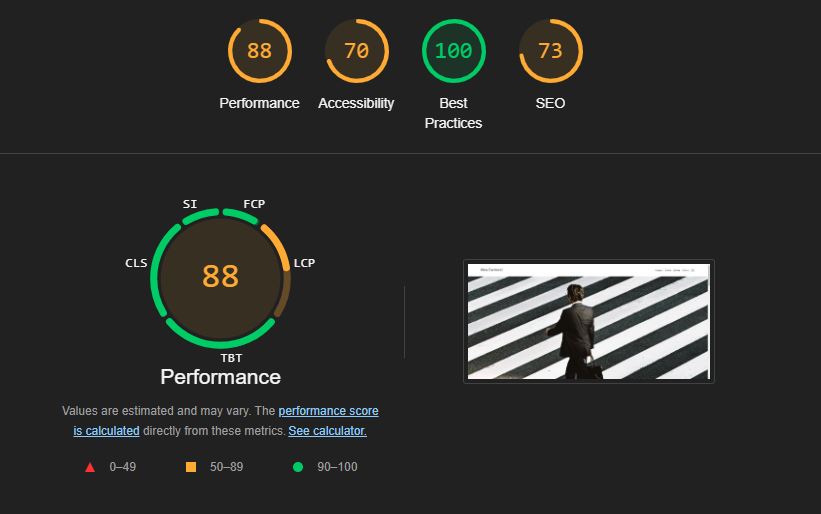 88
70
100
73
Performance
Accessibility
Best
Practices
SEO
SI
FCP
CLS
LCP
88
TBT
Performance
Values are estimated and may vary. The performance score
is calculated directly from these metrics. See calculator.
0–49
50–89
90–100